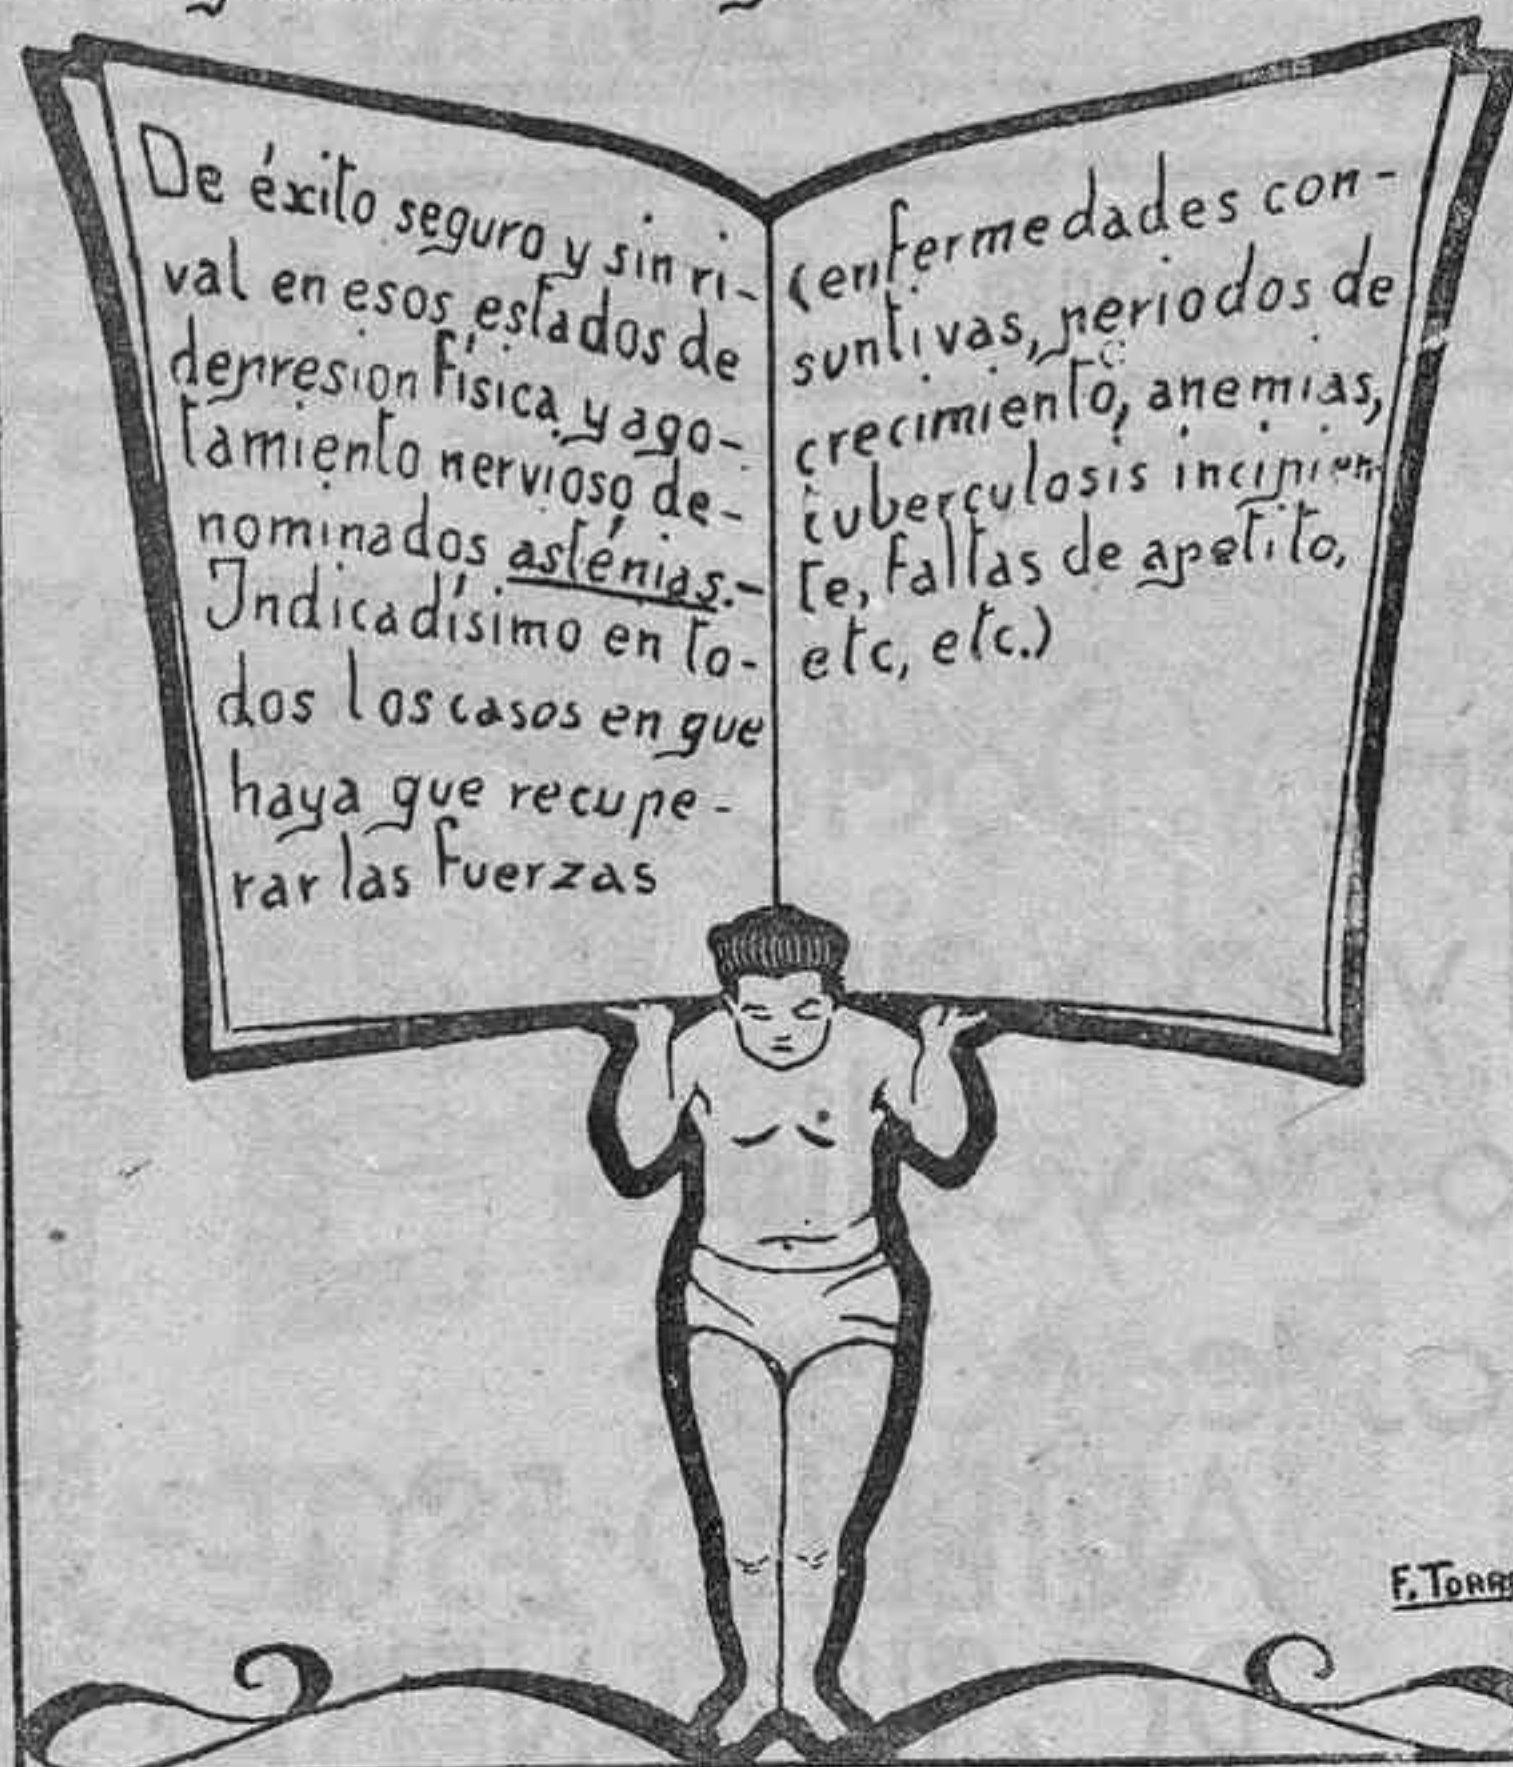 De éxito seguro y sin ri-
val en esos estados de
depresion física y ago-
tamiento nervioso de-
nominados asténias.-
Indicadísimo en to-
dos los casos en que
haya que recupe-
rar las fuerzas
(enfermedades con-
suntivas, periodos de
crecimiento, anemias,
tuberculosis incipien-
te, faltas de apetito,
etc, etc.)
F. TORR